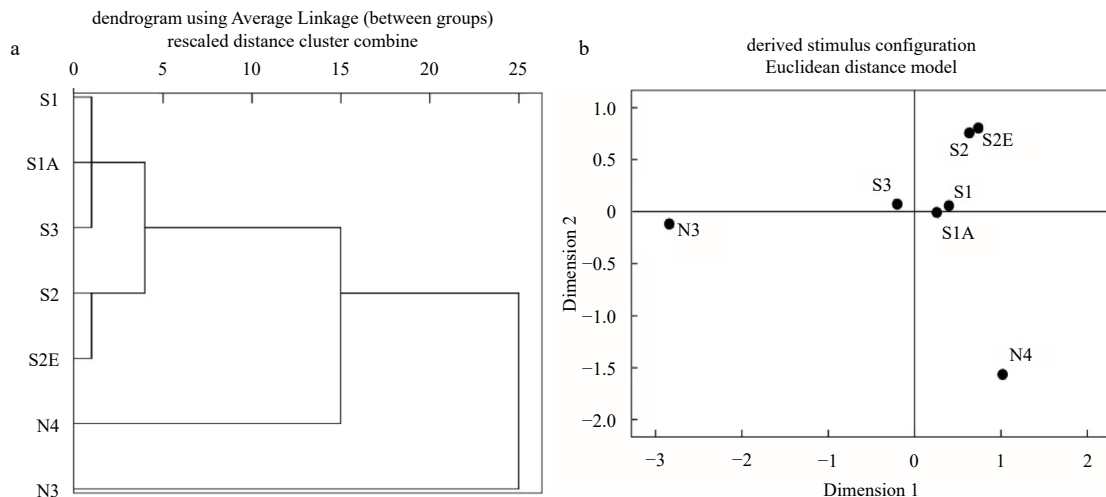 dendrogram using Average Linkage (between groups)
rescaled distance cluster combine
a
0 5 10 15 20 25
S1
S1A
S3
S2
S2E
N4
N3
b
derived stimulus configuration
Euclidean distance model
1.0
0.5
0
−0.5
−1.0
−1.5
−2.0
Dimension 2
S2
S2E
S3
S1
S1A
N3
N4
−3 −2 −1 0 1 2
Dimension 1